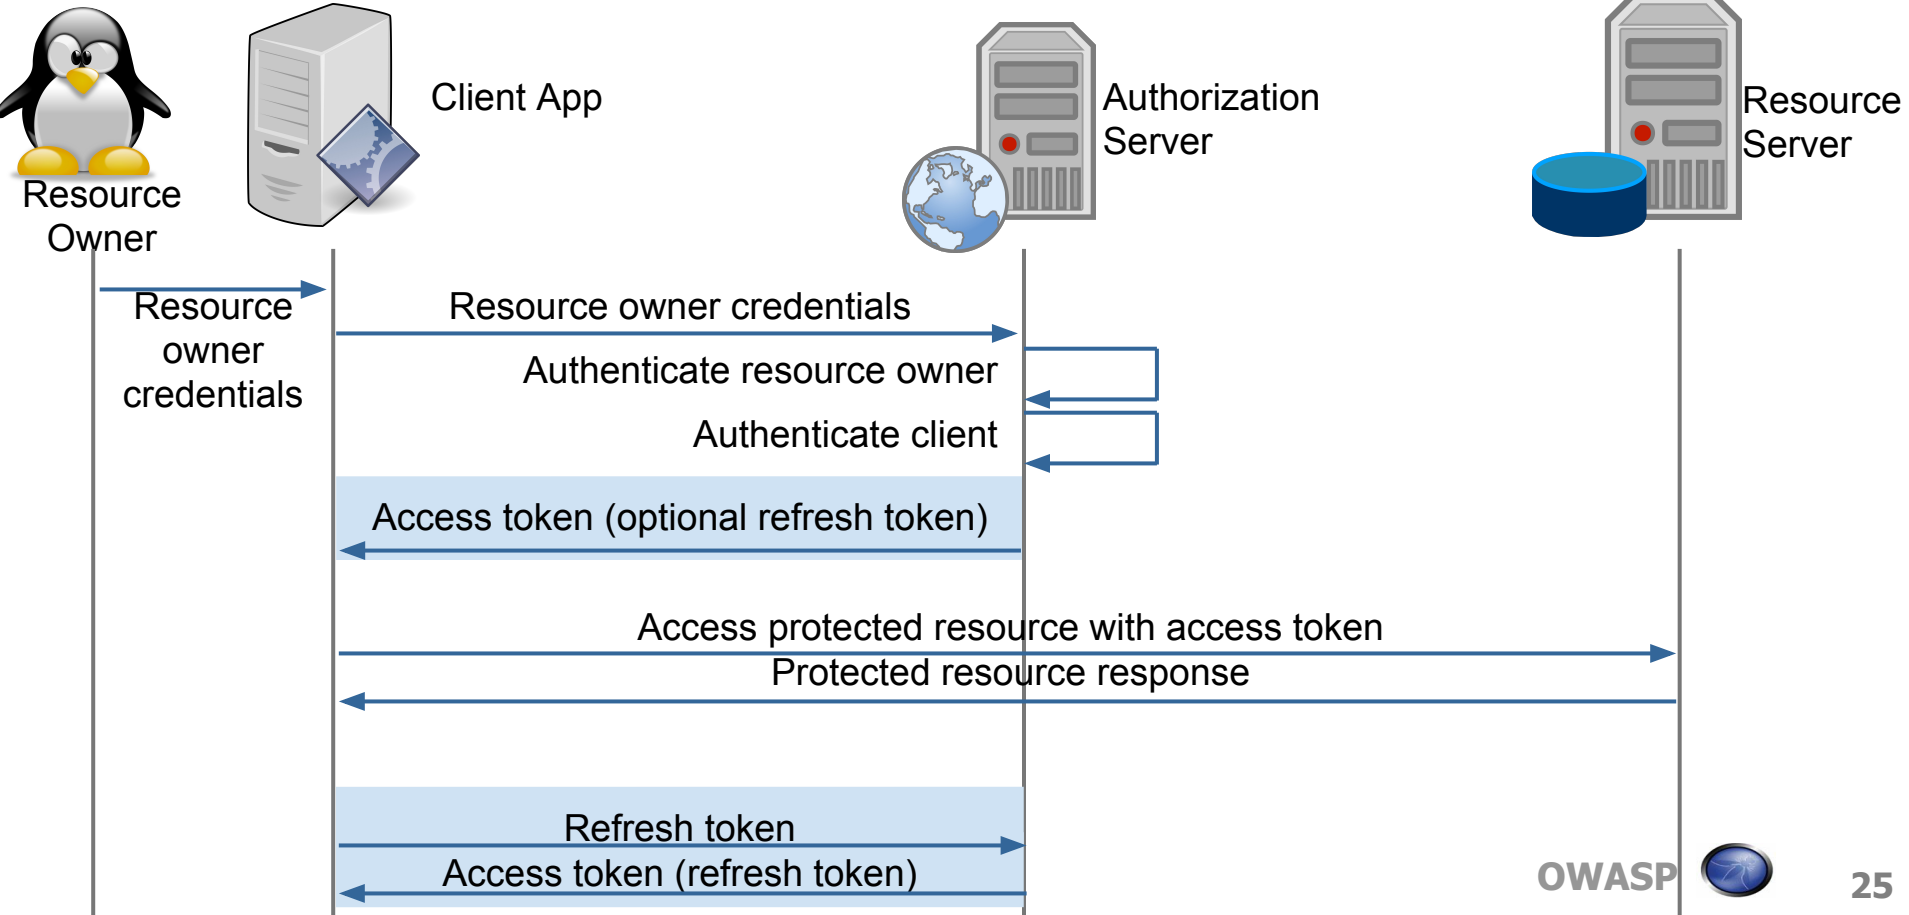 Client App
Authorization
Server
Resource
Server
Resource
Owner
Resource
owner
credentials
Resource owner credentials
Authenticate resource owner
Authenticate client
Access token (optional refresh token)
Access protected resource with access token
Protected resource response
Refresh token
Access token (refresh token)
OWASP
25